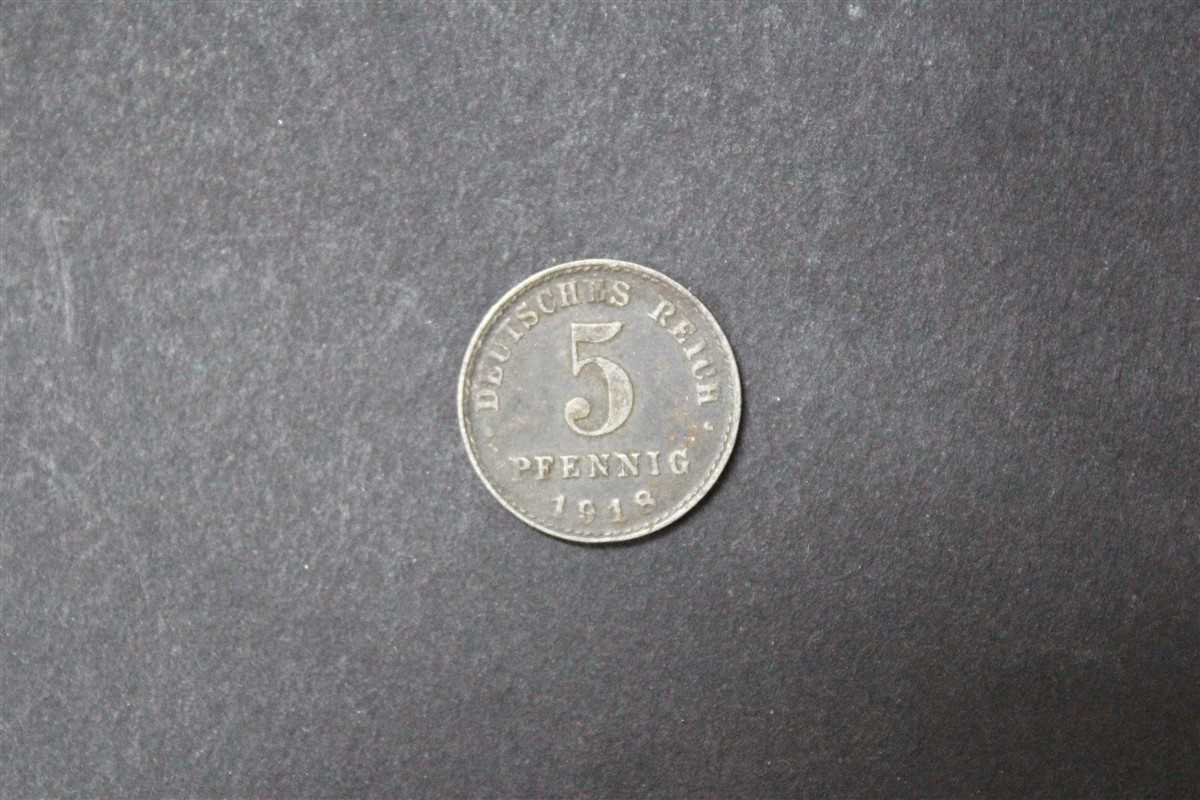 DEUTSCHES REICH
5
PFENNIG
1918